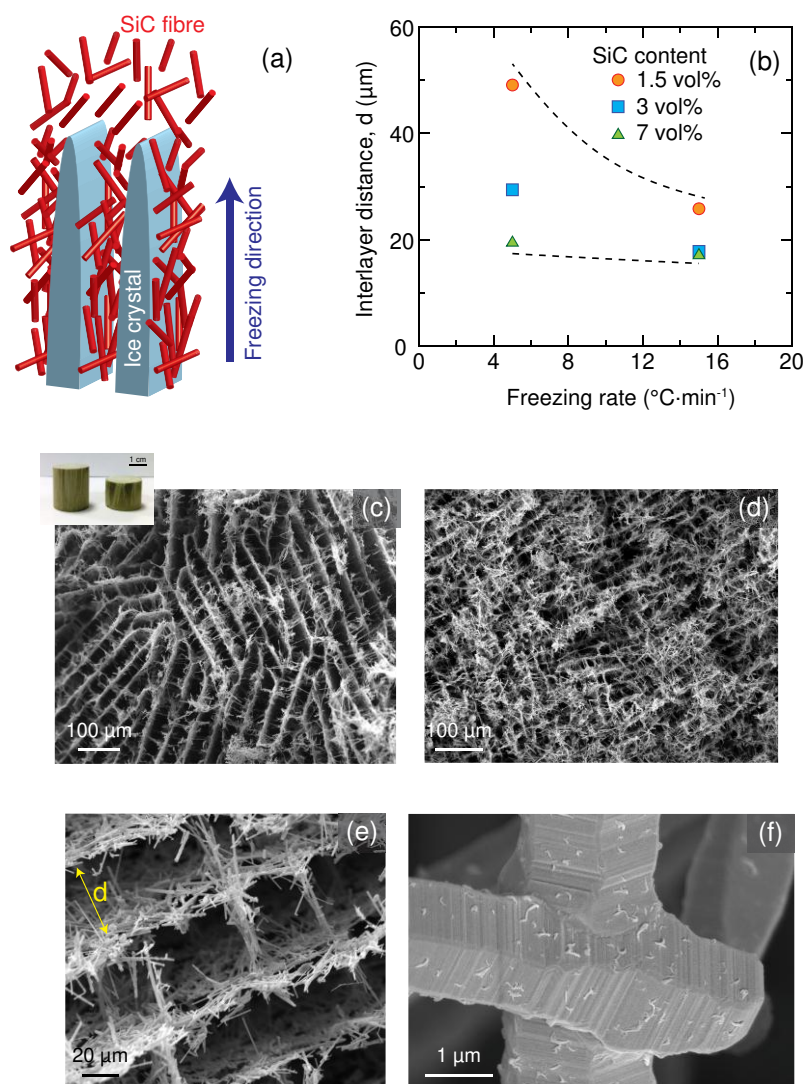 SiC fibre
(a)
Ice crystal
Freezing direction
60
40
20
0
0
4
8
12
16
20
Interlayer distance, d (µm)
Freezing rate (°C·min⁻¹)
(b)
SiC content
1.5 vol%
3 vol%
7 vol%
1 cm
(c)
100 µm
(d)
100 µm
(e)
d
20 µm
(f)
1 µm